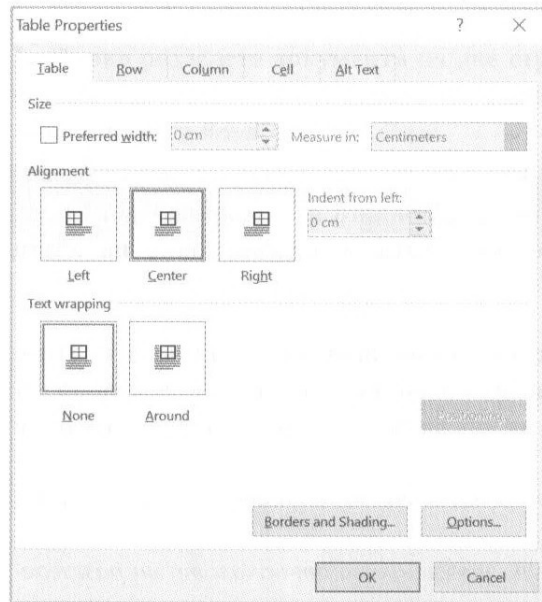 Table Properties ? ×
Table Row Column Cell Alt Text
Size
Preferred width: 0 cm Measure in: Centimeters
Alignment
Indent from left:
0 cm
Left Center Right
Text wrapping
None Around
Positioning...
Borders and Shading... Options...
OK Cancel